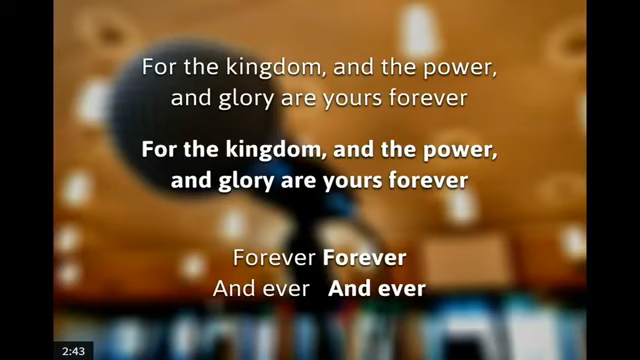 For the kingdom, and the power,
and glory are yours forever
For the kingdom, and the power,
and glory are yours forever
Forever Forever
And ever And ever
2:43